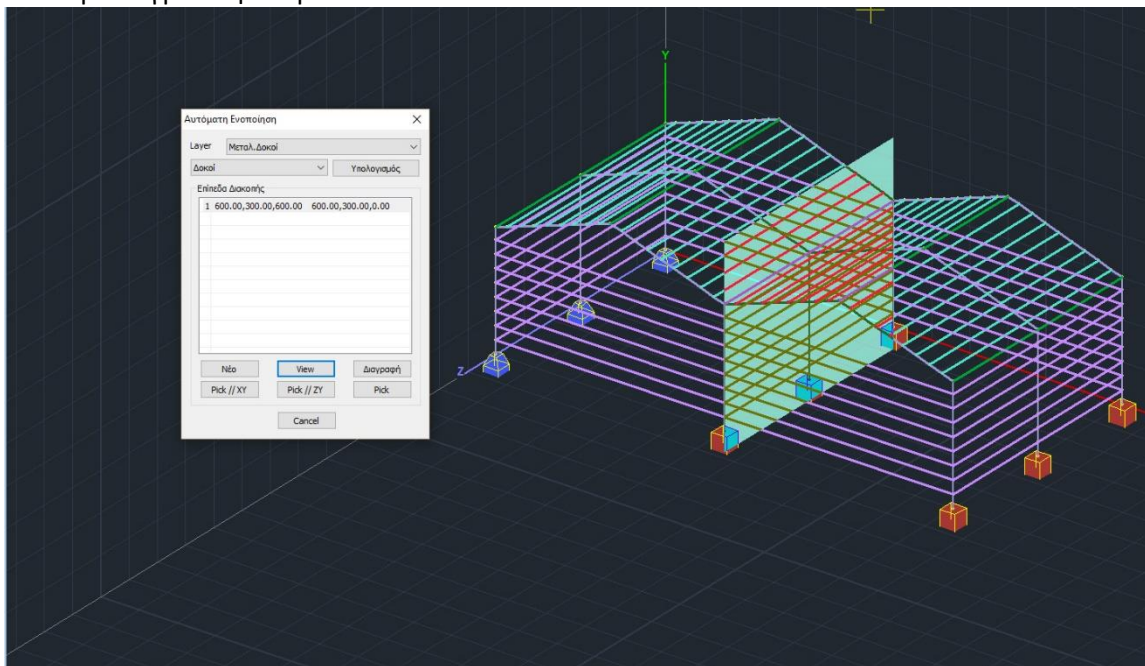 Αυτόματη Ενοποίηση
Layer Μεταλ.Δοκοί
Δοκοί Υπολογισμός
Επίπεδα Διακοπής
1 600.00,300.00,600.00 600.00,300.00,0.00
Νέο View Διαγραφή
Pick // XY Pick // ZY Pick
Cancel
Y
Z